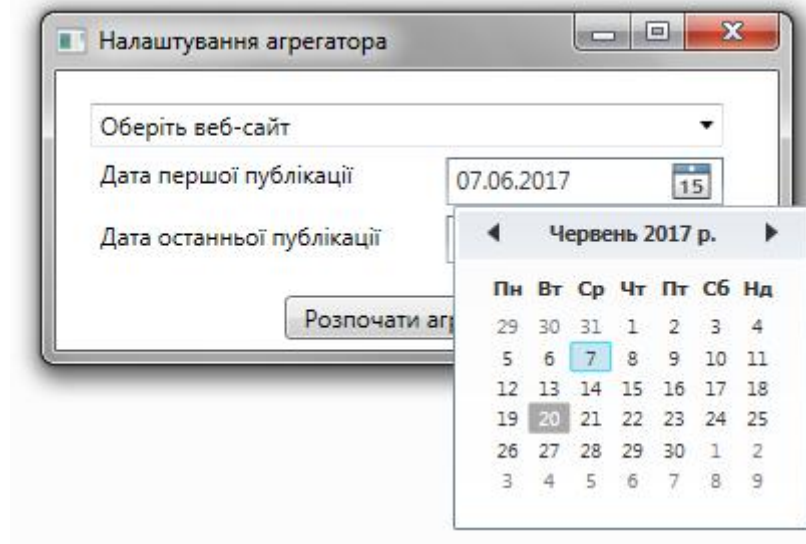 Налаштування агрегатора
Оберіть веб-сайт
Дата першої публікації 07.06.2017 15
Дата останньої публікації
Розпочати
Червень 2017 р.
Пн Вт Ср Чт Пт Сб Нд
29 30 31 1 2 3 4
5 6 7 8 9 10 11
12 13 14 15 16 17 18
19 20 21 22 23 24 25
26 27 28 29 30 1 2
3 4 5 6 7 8 9